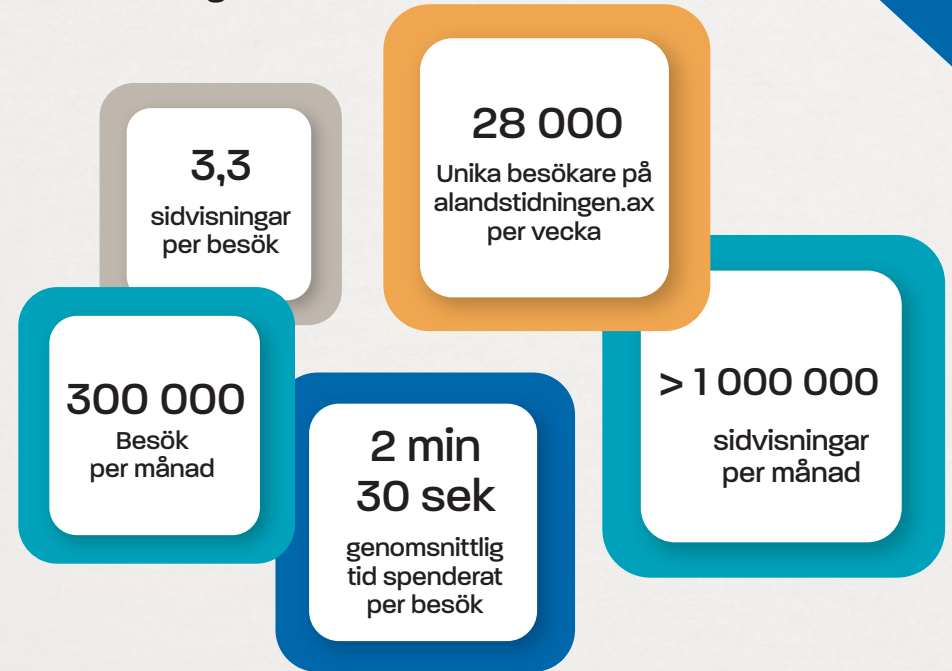 3,3
sidvisningar
per besök
28 000
Unika besökare på
alandstidningen.ax
per vecka
300 000
Besök
per månad
2 min
30 sek
genomsnittlig
tid spenderat
per besök
> 1 000 000
sidvisningar
per månad